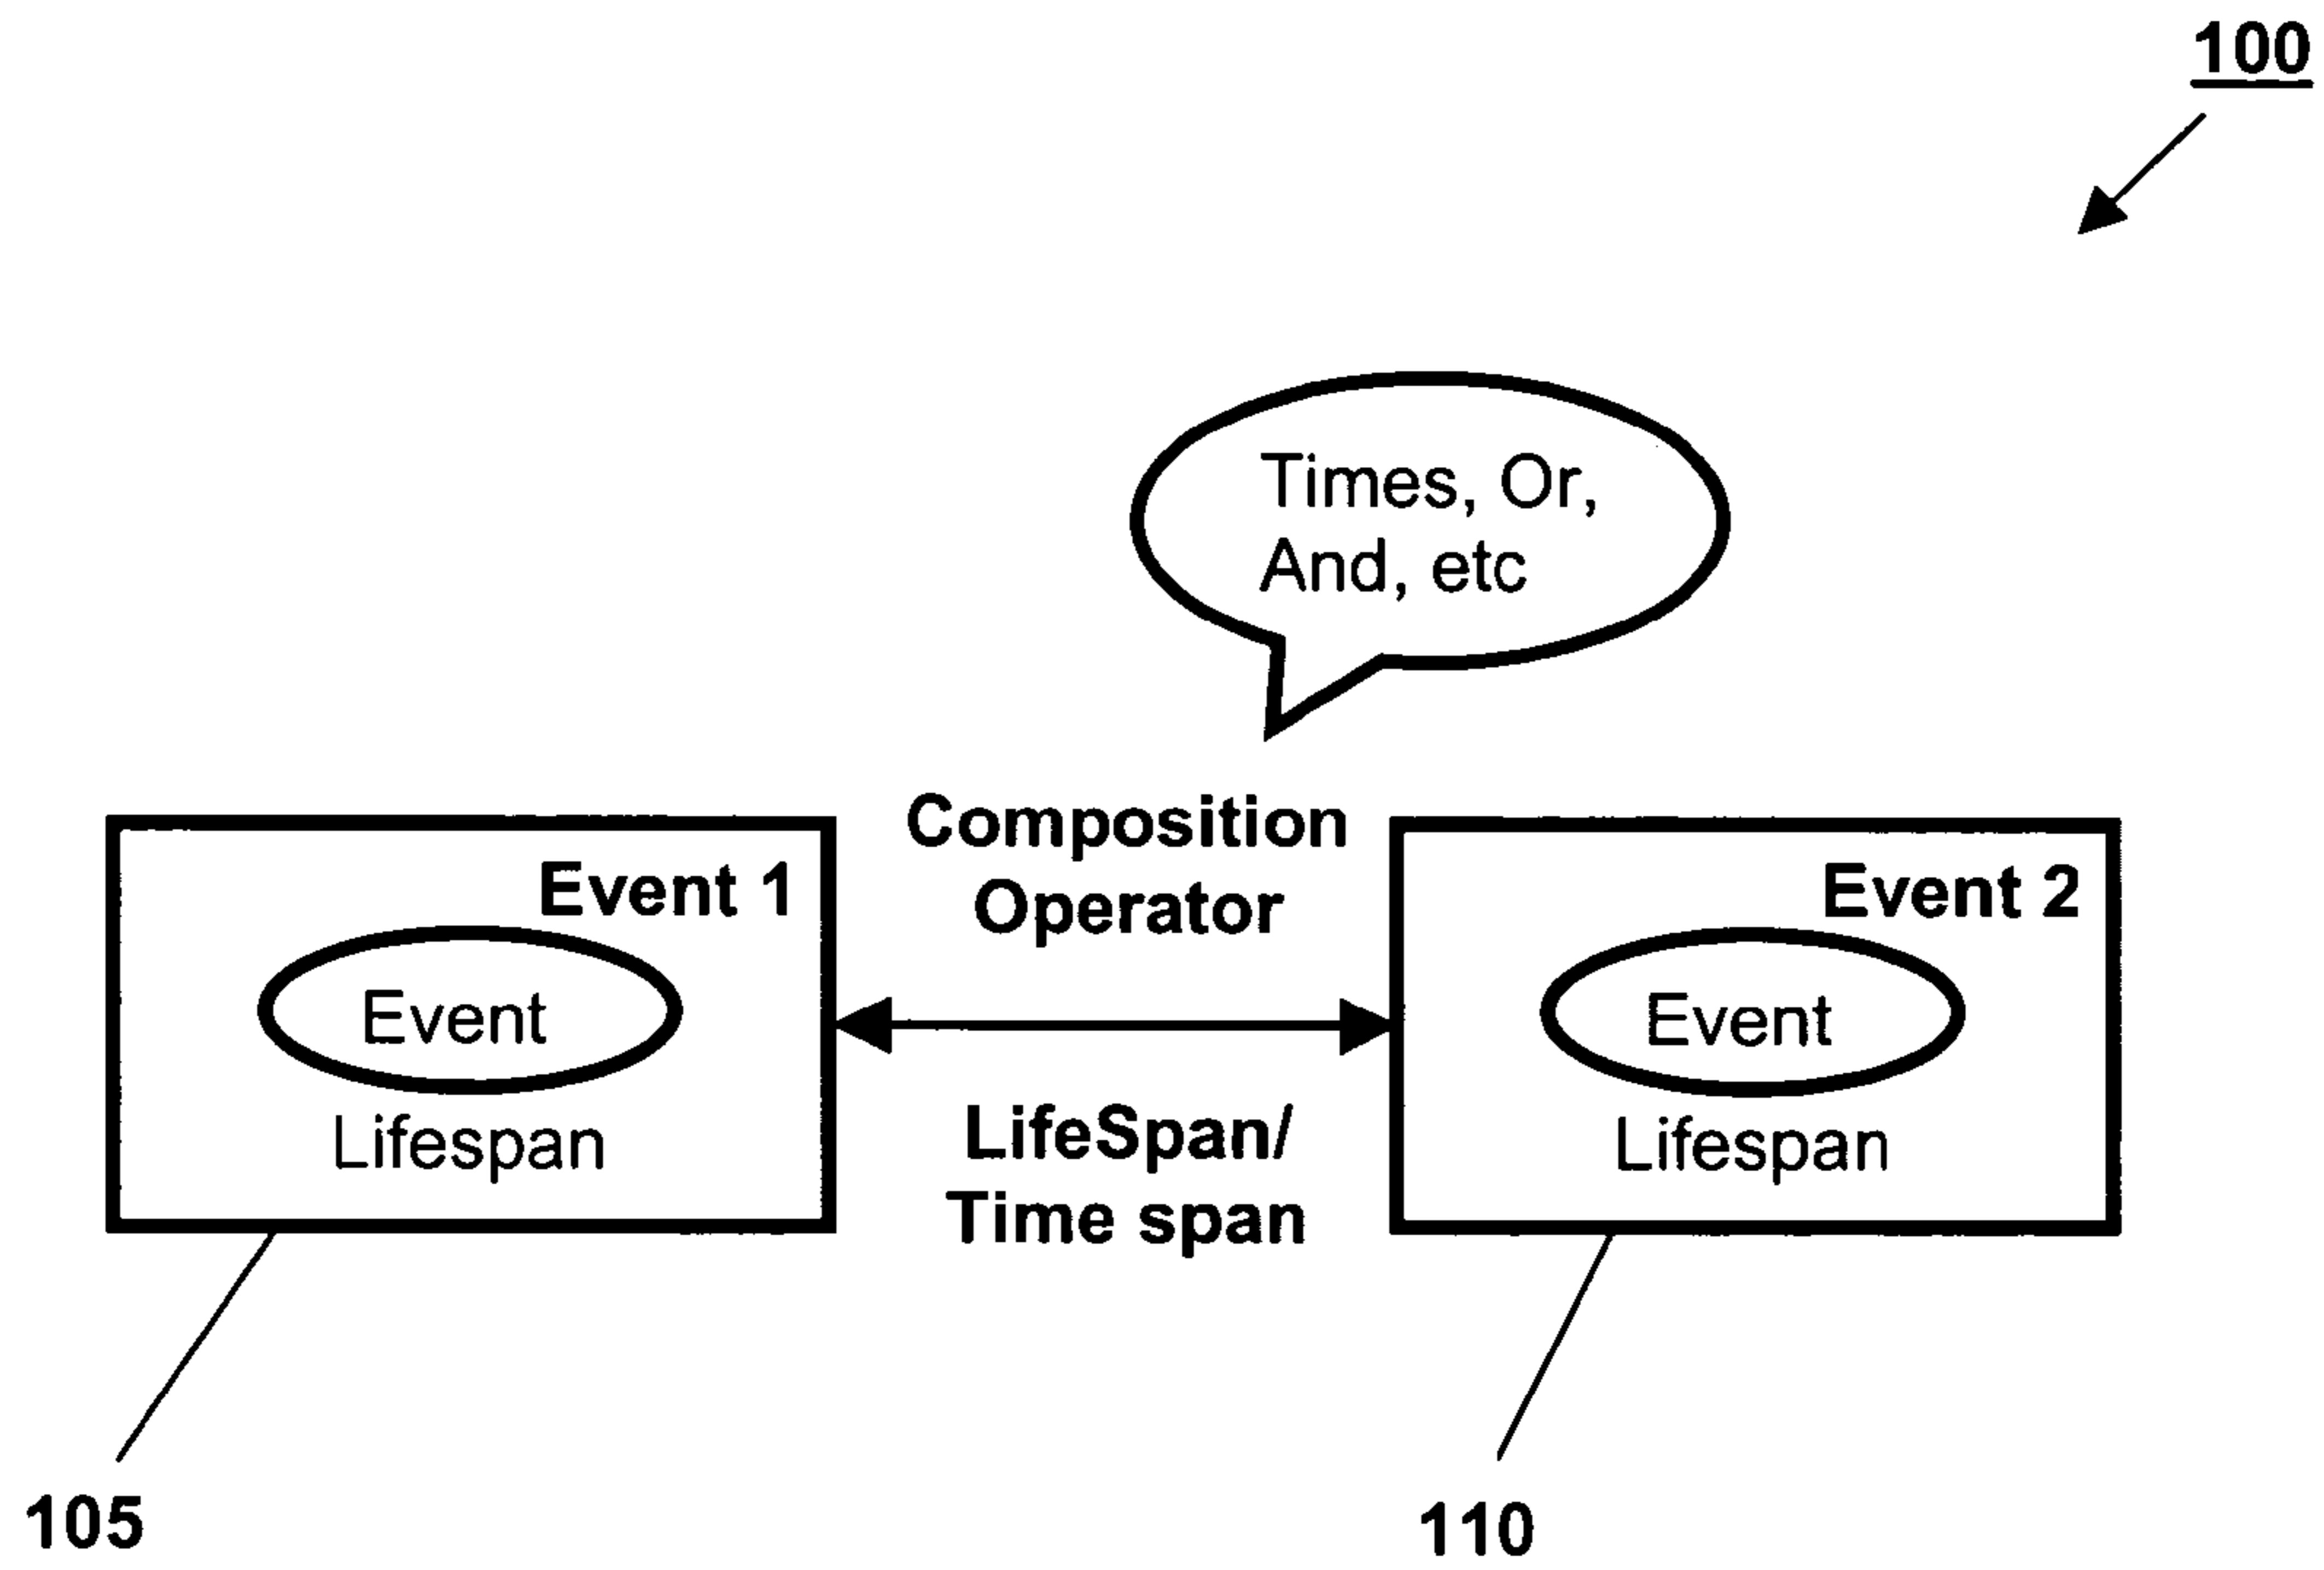 100
Times, Or,
And, etc
Composition
Operator
Event 1
Event
Lifespan
LifeSpan/
Time span
Event 2
Event
Lifespan
105
110